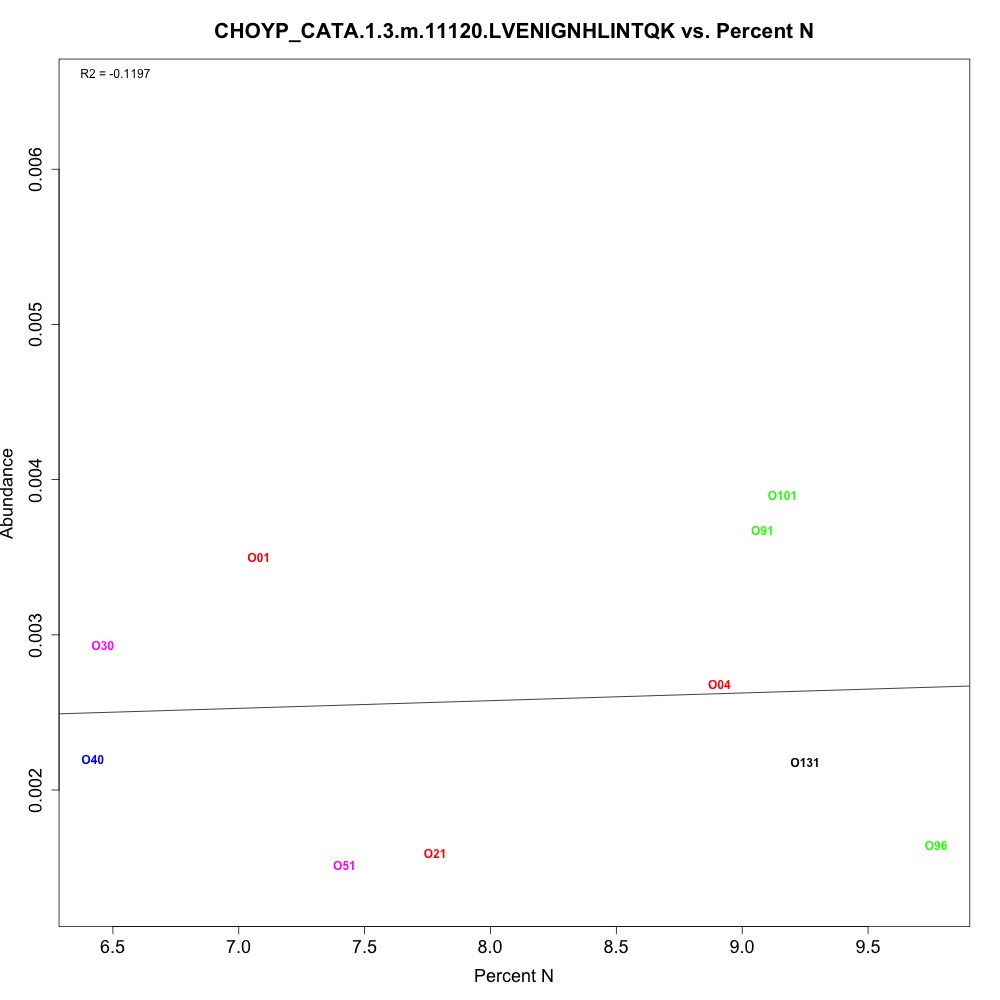 CHOYP_CATA.1.3.m.11120.LVENIGNHLINTQK vs. Percent N
R2 = -0.1197
0.006
0.005
0.004
0.003
0.002
Abundance
O101
O91
O01
O30
O04
O40
O131
O96
O21
O51
6.5 7.0 7.5 8.0 8.5 9.0 9.5
Percent N